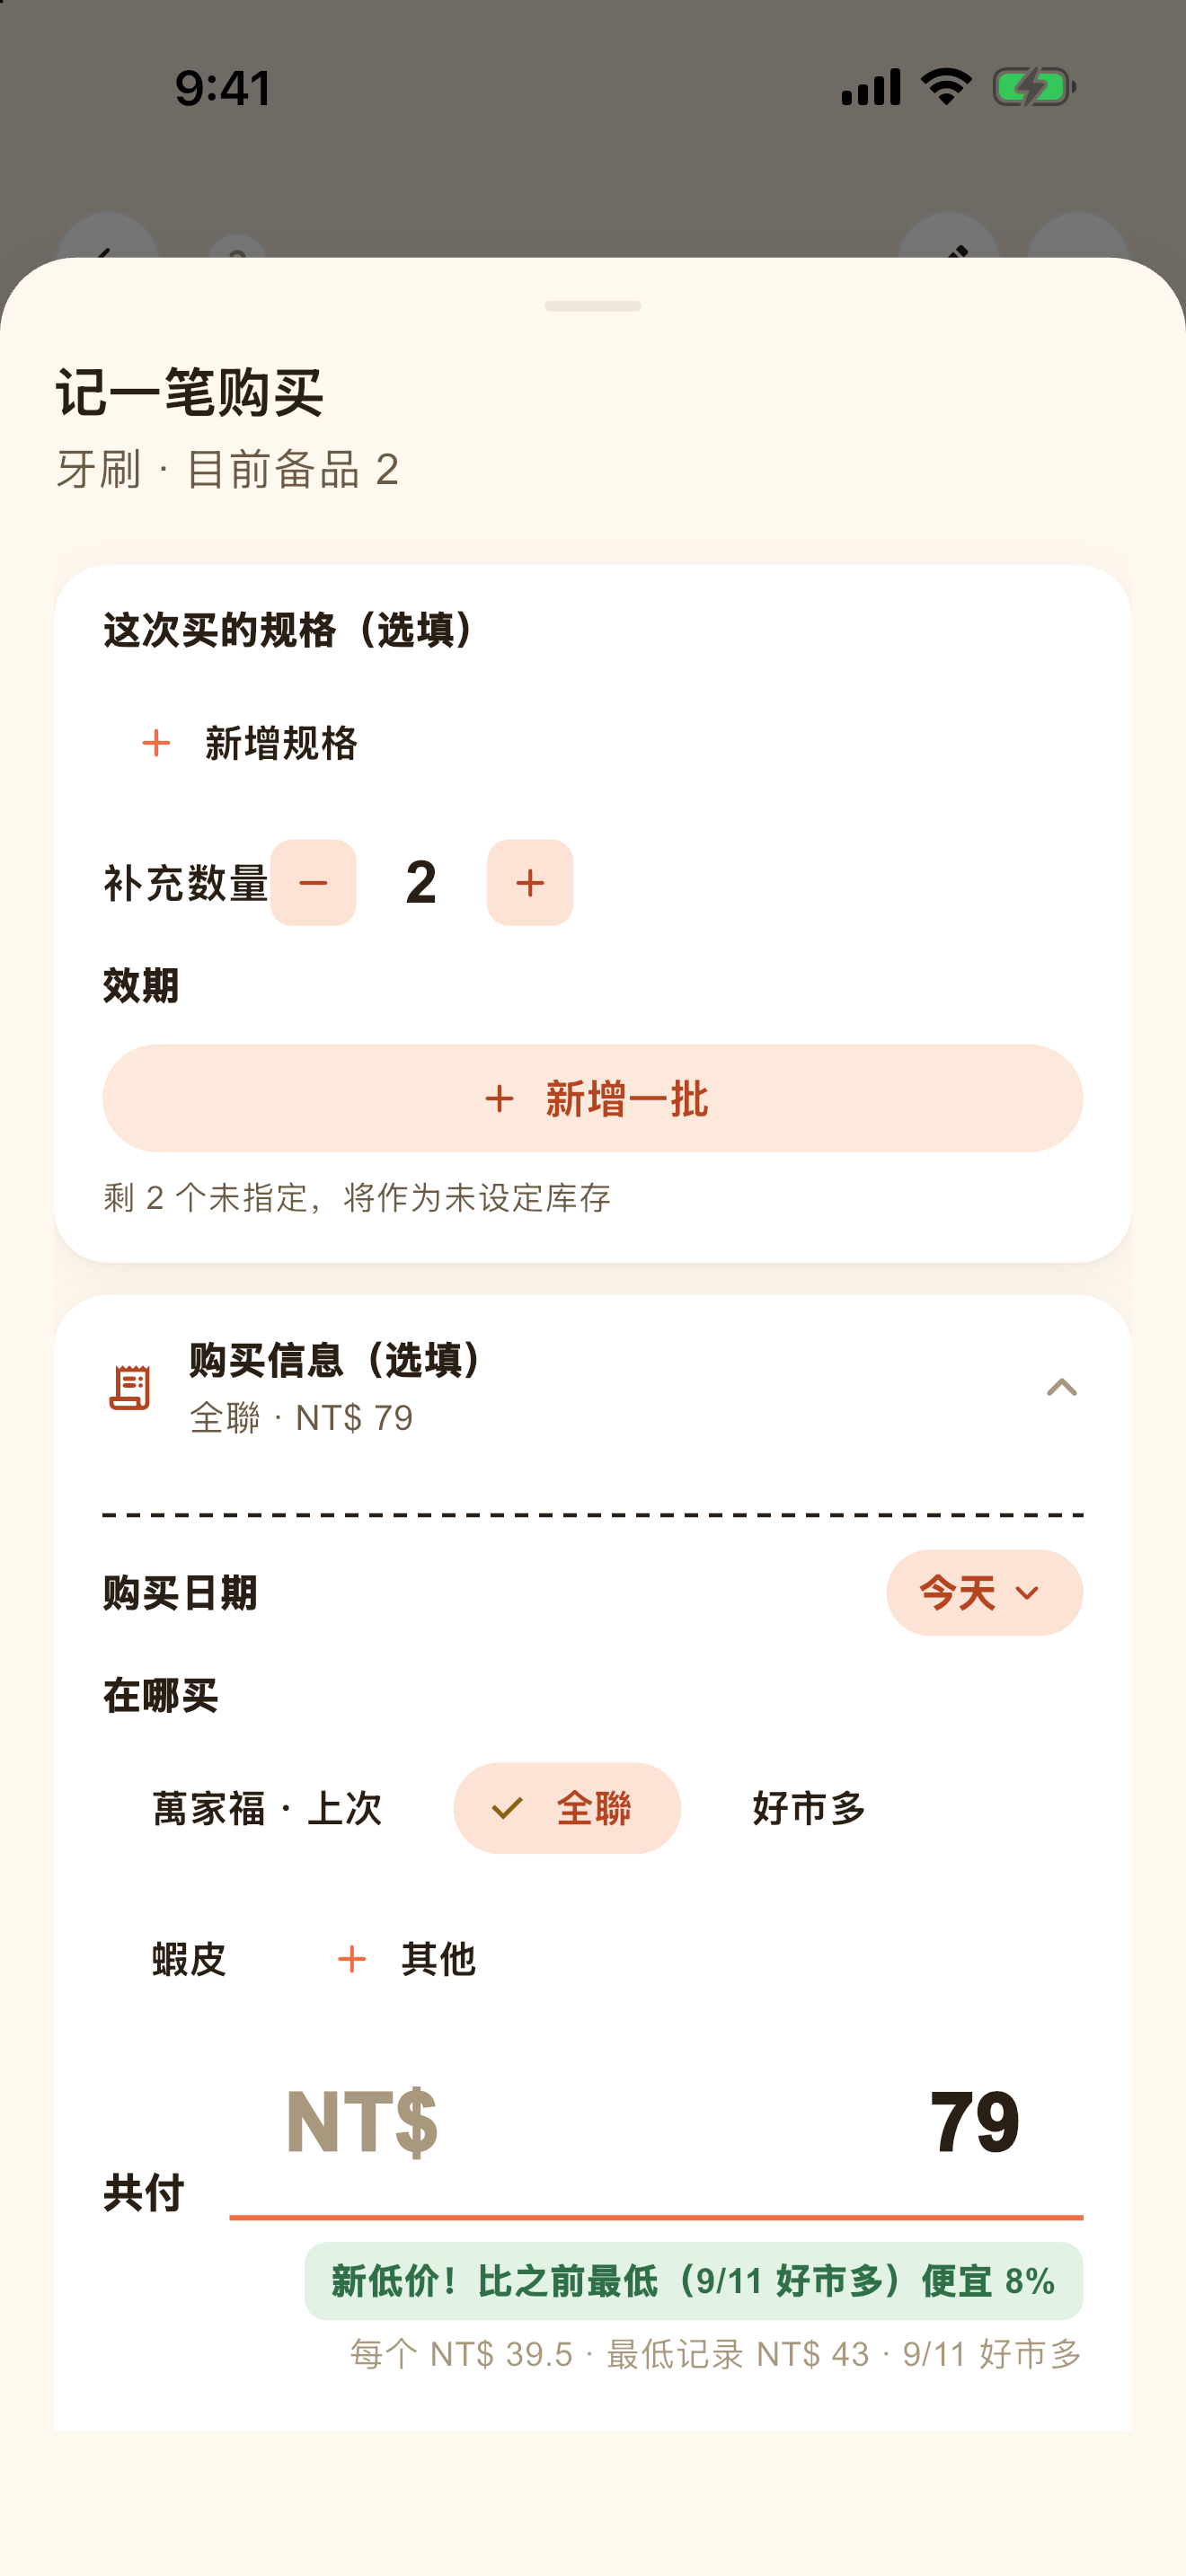 9:41
记一笔购买
牙刷 · 目前备品 2
这次买的规格（选填）
+ 新增规格
补充数量 − 2 +
效期
+ 新增一批
剩 2 个未指定，将作为未设定库存
购买信息（选填）
全聯 · NT$ 79
购买日期 今天
在哪买
萬家福 · 上次 全聯 好市多
蝦皮 + 其他
共付 NT$ 79
新低价！比之前最低（9/11 好市多）便宜 8%
每个 NT$ 39.5 · 最低记录 NT$ 43 · 9/11 好市多